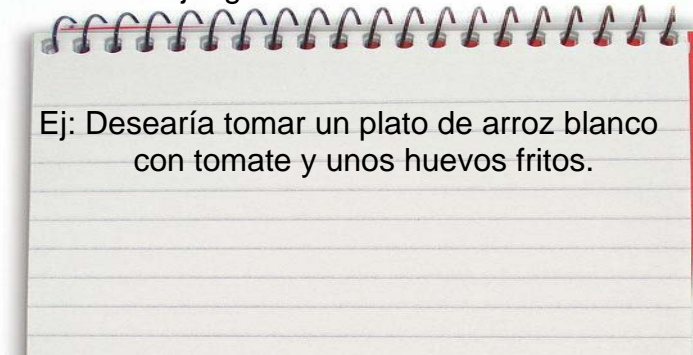 Ej: Desearía tomar un plato de arroz blanco
con tomate y unos huevos fritos.